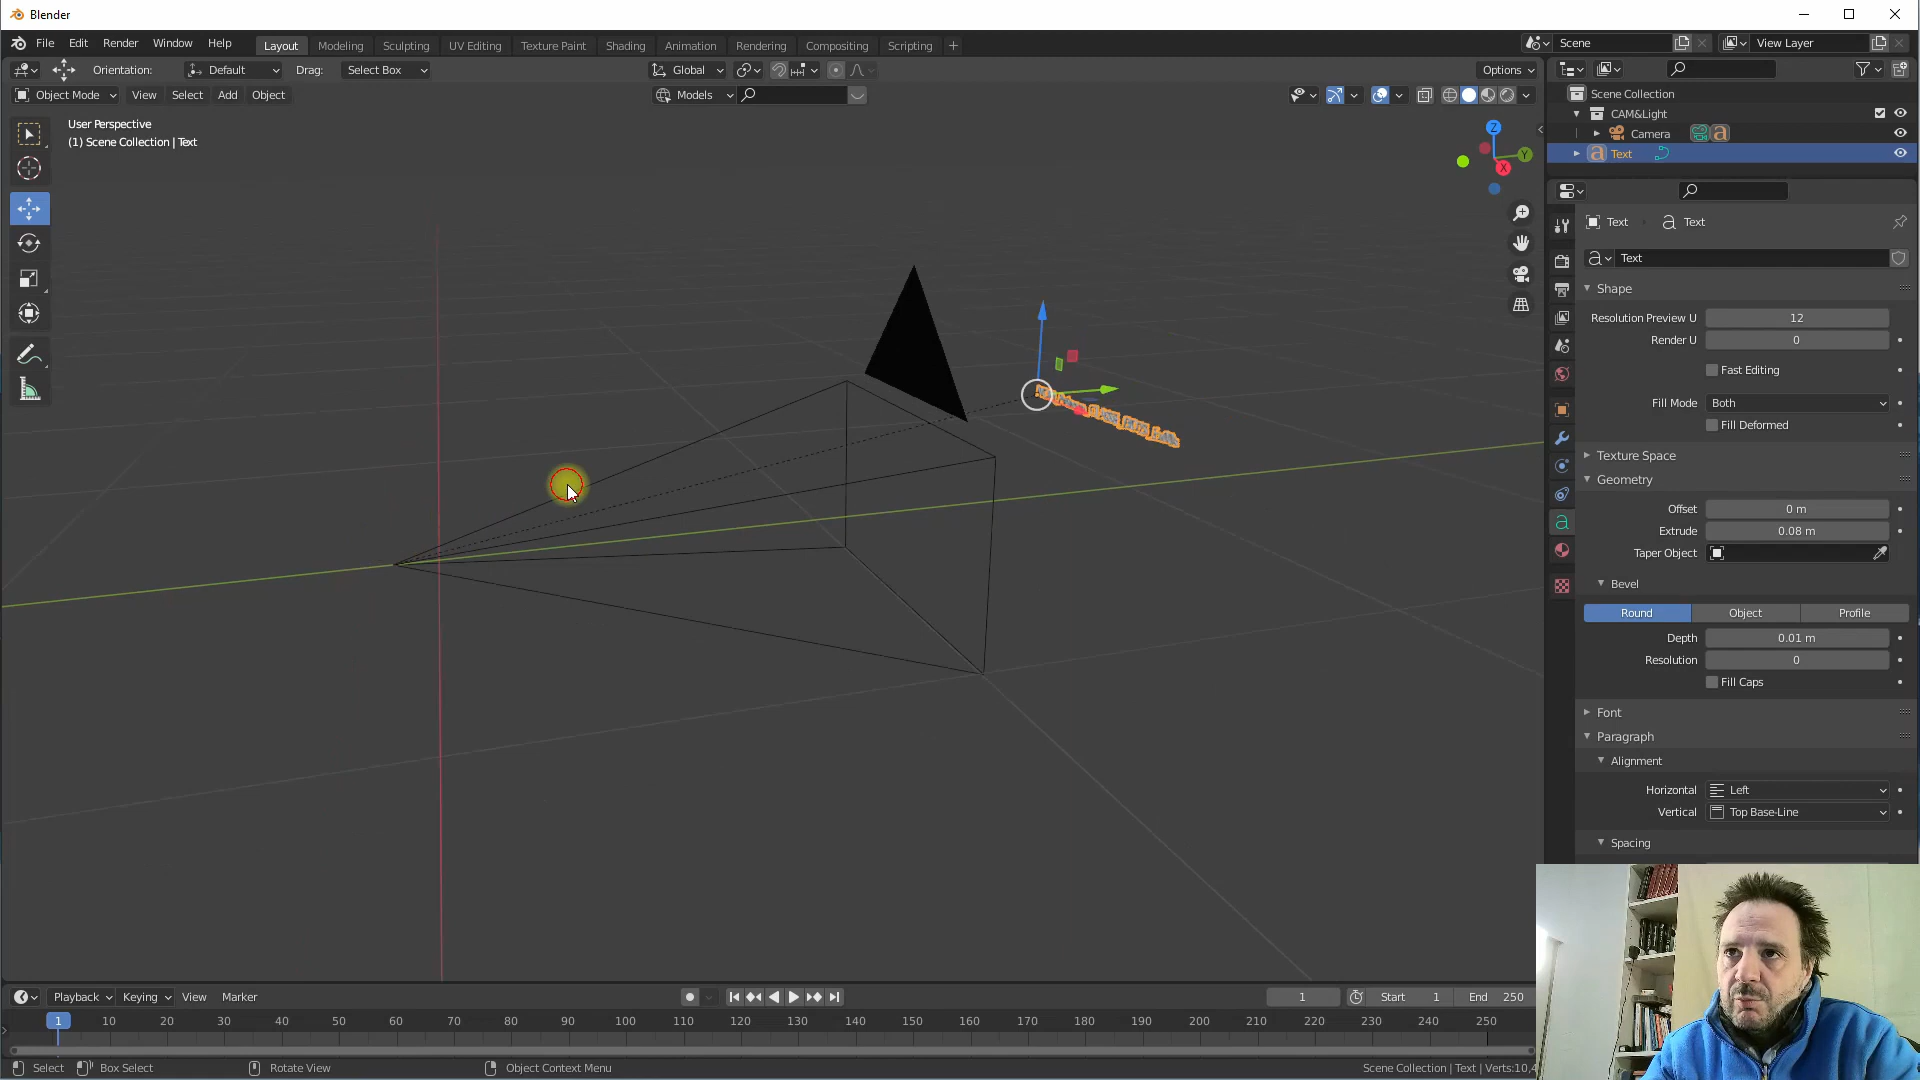 Blender
File Edit Render Window Help Layout Modeling Sculpting UV Editing Texture Paint Shading Animation Rendering Compositing Scripting + Scene View Layer
Orientation: Default Drag: Select Box Global Options
Object Mode View Select Add Object Models
User Perspective
(1) Scene Collection | Text
Z
Y
X
Scene Collection
CAM&Light
Camera
Text
Text Text
Text
Shape
Resolution Preview U 12
Render U 0
Fast Editing
Fill Mode Both
Fill Deformed
Texture Space
Geometry
Offset 0 m
Extrude 0.08 m
Taper Object
Bevel
Round Object Profile
Depth 0.01 m
Resolution 0
Fill Caps
Font
Paragraph
Alignment
Horizontal Left
Vertical Top Base-Line
Spacing
Playback Keying View Marker 1 Start 1 End 250
1 10 20 30 40 50 60 70 80 90 100 110 120 130 140 150 160 170 180 190 200 210 220 230 240 250
Select Box Select Rotate View Object Context Menu Scene Collection | Text | Verts:10,4